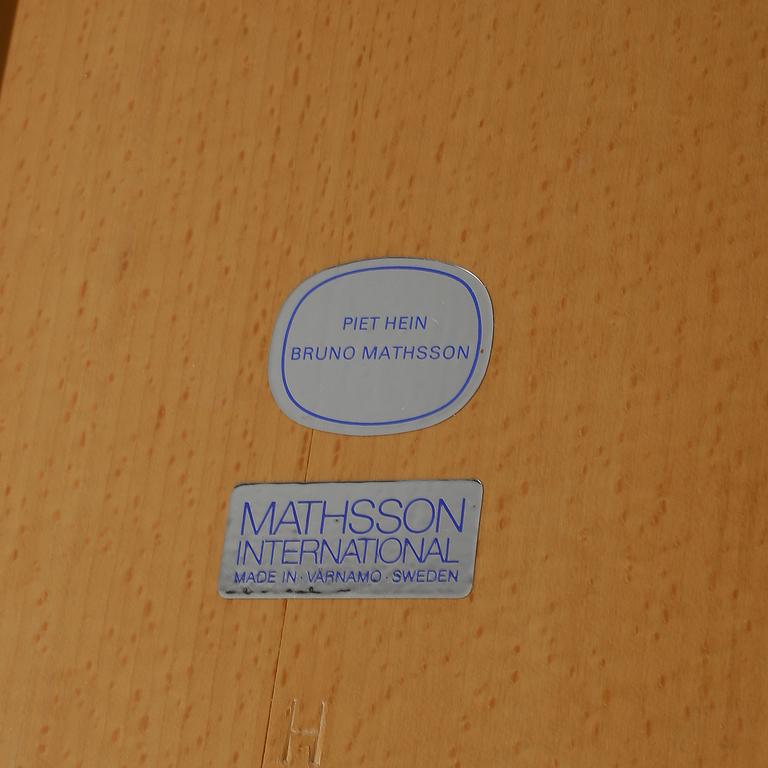 PIET HEIN
BRUNO MATHSSON
MATHSSON
INTERNATIONAL
MADE IN · VÄRNAMO · SWEDEN
H